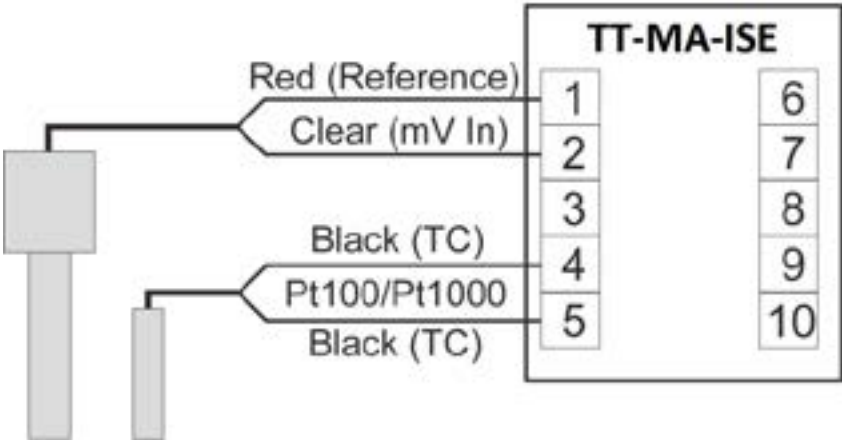 TT-MA-ISE
Red (Reference)
1
6
Clear (mV In)
2
7
3
8
Black (TC)
4
9
Pt100/Pt1000
5
10
Black (TC)